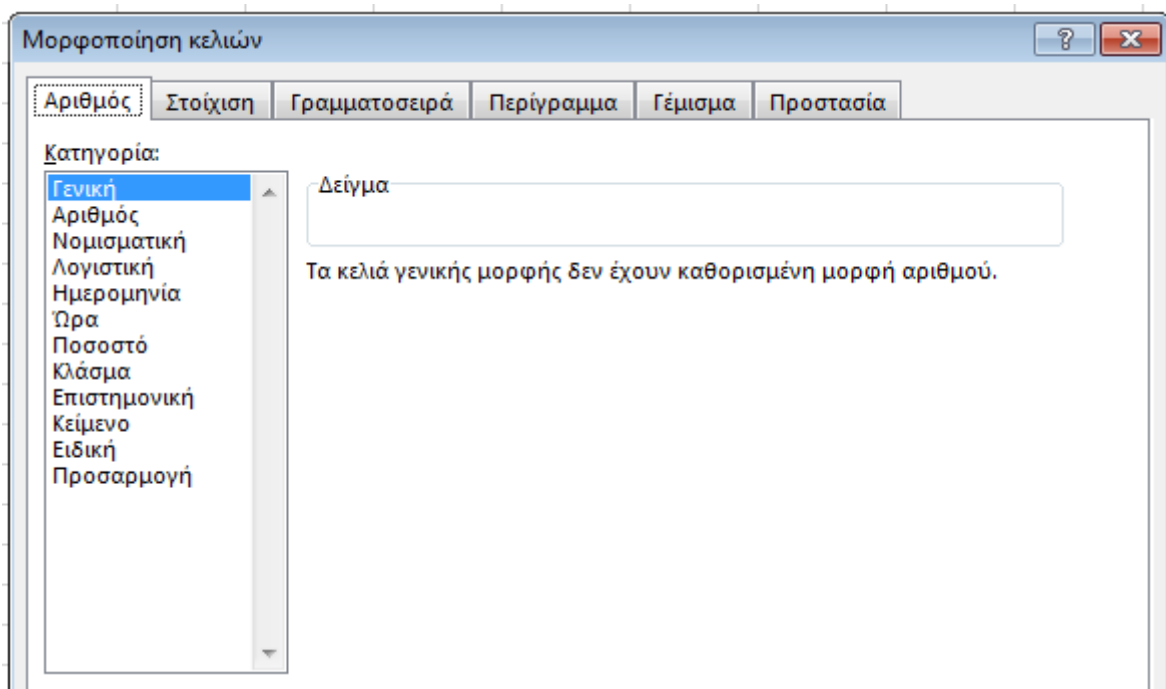 Μορφοποίηση κελιών
Αριθμός Στοίχιση Γραμματοσειρά Περίγραμμα Γέμισμα Προστασία
Κατηγορία:
Γενική
Αριθμός
Νομισματική
Λογιστική
Ημερομηνία
Ώρα
Ποσοστό
Κλάσμα
Επιστημονική
Κείμενο
Ειδική
Προσαρμογή
Δείγμα
Τα κελιά γενικής μορφής δεν έχουν καθορισμένη μορφή αριθμού.